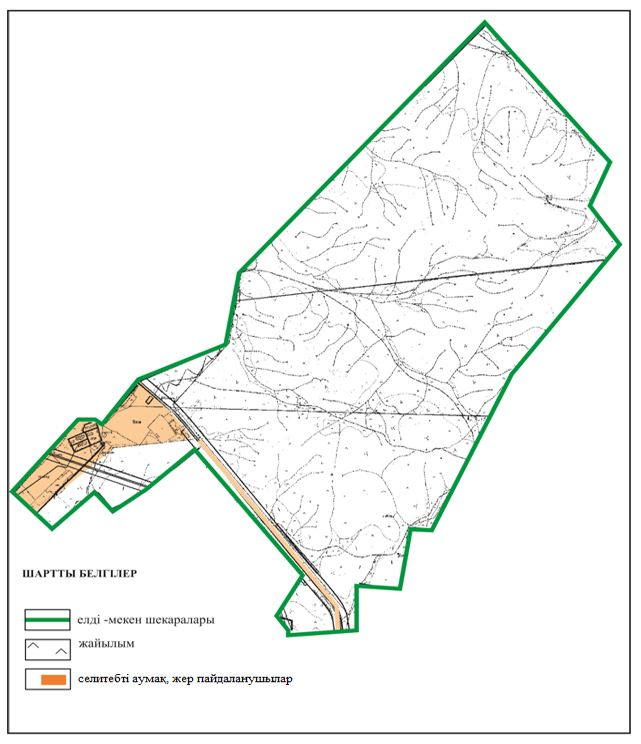 ШАРТТЫ БЕЛГІЛЕР
елді -мекен шекаралары
жайылым
селитебті аумақ, жер пайдаланушылар